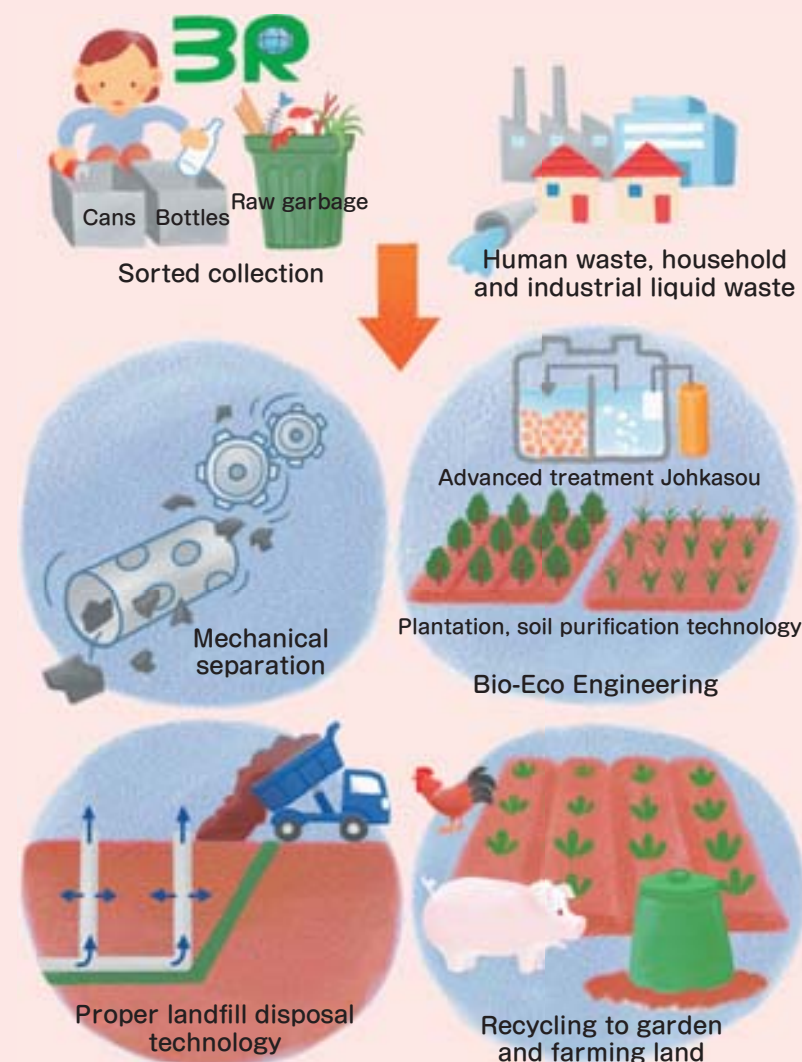 3R
Cans
Bottles
Raw garbage
Sorted collection
Human waste, household
and industrial liquid waste
Advanced treatment Johkasou
Plantation, soil purification technology
Mechanical
separation
Bio-Eco Engineering
Proper landfill disposal
technology
Recycling to garden
and farming land